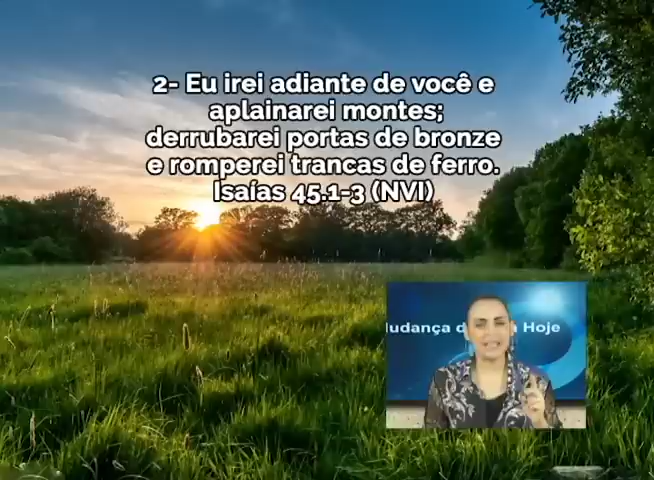 2- Eu irei adiante de você e
aplainarei montes;
derrubarei portas de bronze
e romperei trancas de ferro.
Isaías 45.1-3 (NVI)
Hoje